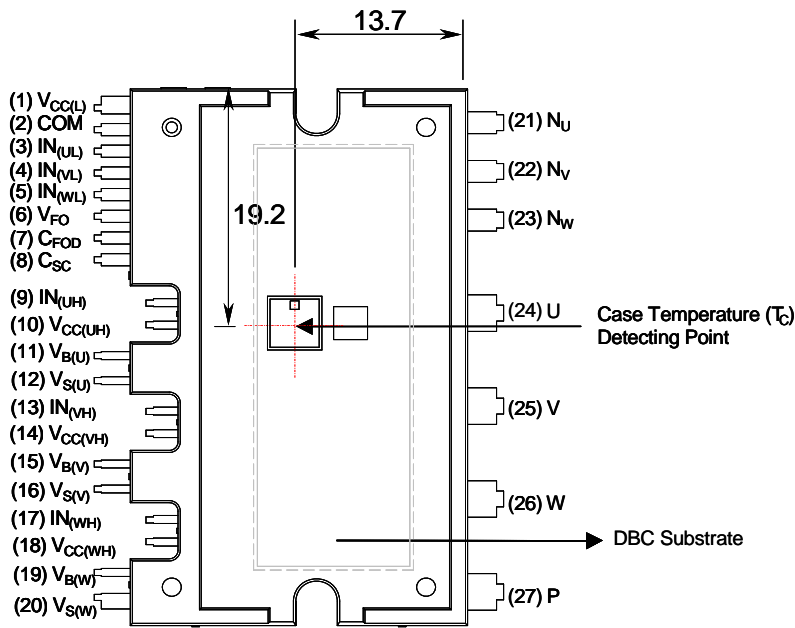 13.7
19.2
(1) VCC(L)
(2) COM
(3) IN(UL)
(4) IN(VL)
(5) IN(WL)
(6) VFO
(7) CFOD
(8) CSC
(9) IN(UH)
(10) VCC(UH)
(11) VB(U)
(12) VS(U)
(13) IN(VH)
(14) VCC(VH)
(15) VB(V)
(16) VS(V)
(17) IN(WH)
(18) VCC(WH)
(19) VB(W)
(20) VS(W)
(21) NU
(22) NV
(23) NW
(24) U
Case Temperature (TC)
Detecting Point
(25) V
(26) W
DBC Substrate
(27) P